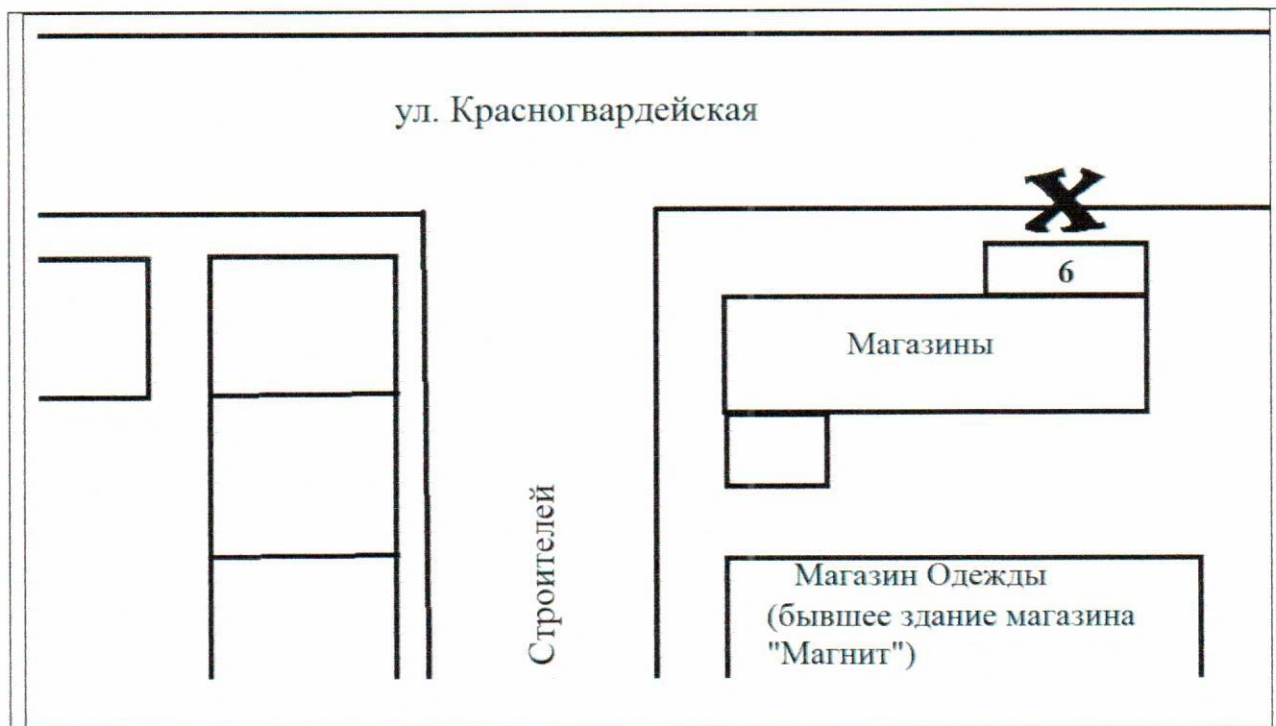 ул. Красногвардейская
X
6
Магазины
Строителей
Магазин Одежды
(бывшее здание магазина
"Магнит")